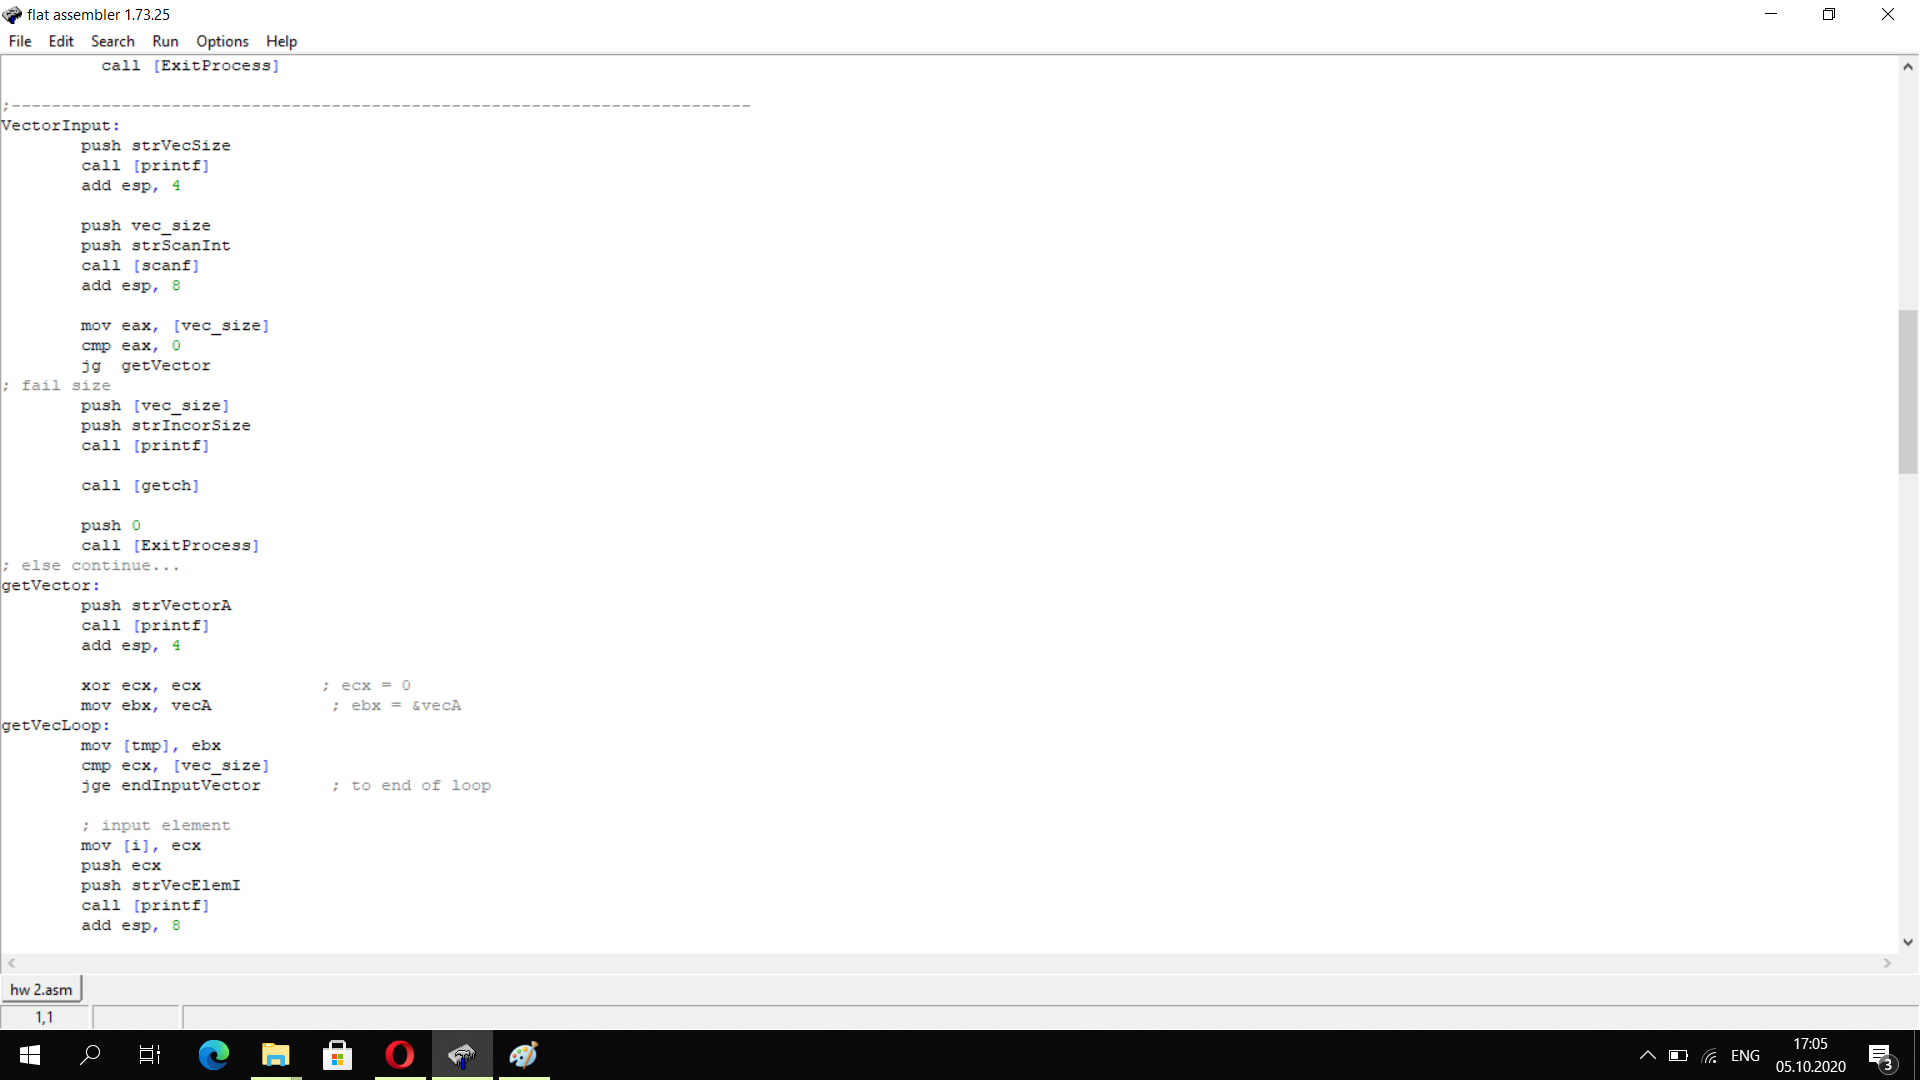 flat assembler 1.73.25
File Edit Search Run Options Help
call [ExitProcess]
;--------------------------------------------------------------------------
VectorInput:
push strVecSize
call [printf]
add esp, 4
push vec_size
push strScanInt
call [scanf]
add esp, 8
mov eax, [vec_size]
cmp eax, 0
jg  getVector
; fail size
push [vec_size]
push strIncorSize
call [printf]
call [getch]
push 0
call [ExitProcess]
; else continue...
getVector:
push strVectorA
call [printf]
add esp, 4
xor ecx, ecx            ; ecx = 0
mov ebx, vecA            ; ebx = &vecA
getVecLoop:
mov [tmp], ebx
cmp ecx, [vec_size]
jge endInputVector       ; to end of loop
; input element
mov [i], ecx
push ecx
push strVecElemI
call [printf]
add esp, 8
hw 2.asm
1,1
ENG
17:05
05.10.2020
3